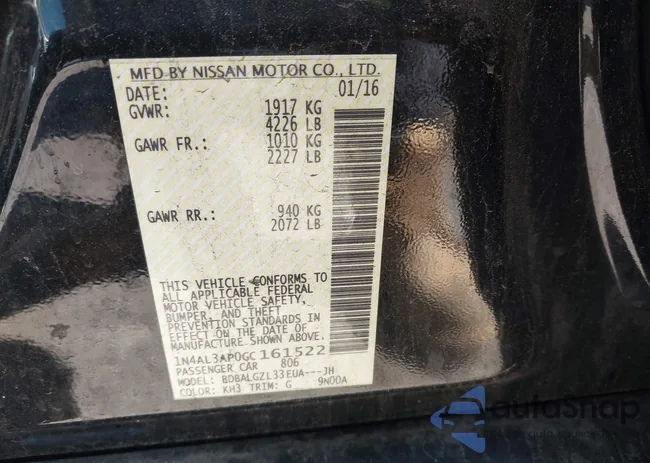 MFD BY NISSAN MOTOR CO., LTD.
DATE: 01/16
GVWR: 1917 KG
4226 LB
GAWR FR.: 1010 KG
2227 LB
GAWR RR.: 940 KG
2072 LB
THIS VEHICLE CONFORMS TO
ALL APPLICABLE FEDERAL
MOTOR VEHICLE SAFETY,
BUMPER, AND THEFT
PREVENTION STANDARDS IN
EFFECT ON THE DATE OF
MANUFACTURE SHOWN ABOVE.
1N4AL3AP0GC161522
PASSENGER CAR 806
MODEL: BDBALGZL33EUA---JH
COLOR: KH3 TRIM: G 9N00A
autoSnap